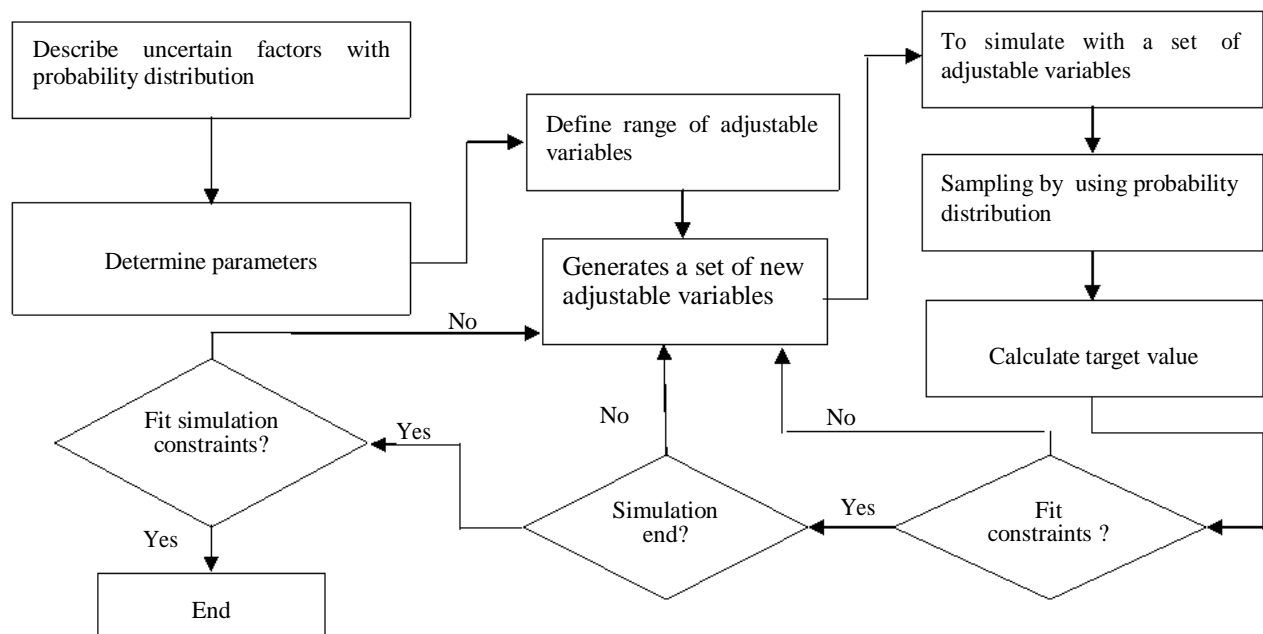 Describe uncertain factors with
probability distribution
Determine parameters
Define range of adjustable
variables
Generates a set of new
adjustable variables
To simulate with a set of
adjustable variables
Sampling by using probability
distribution
Calculate target value
Fit
constraints ?
No
Yes
Simulation
end?
No
Yes
Fit simulation
constraints?
No
Yes
End